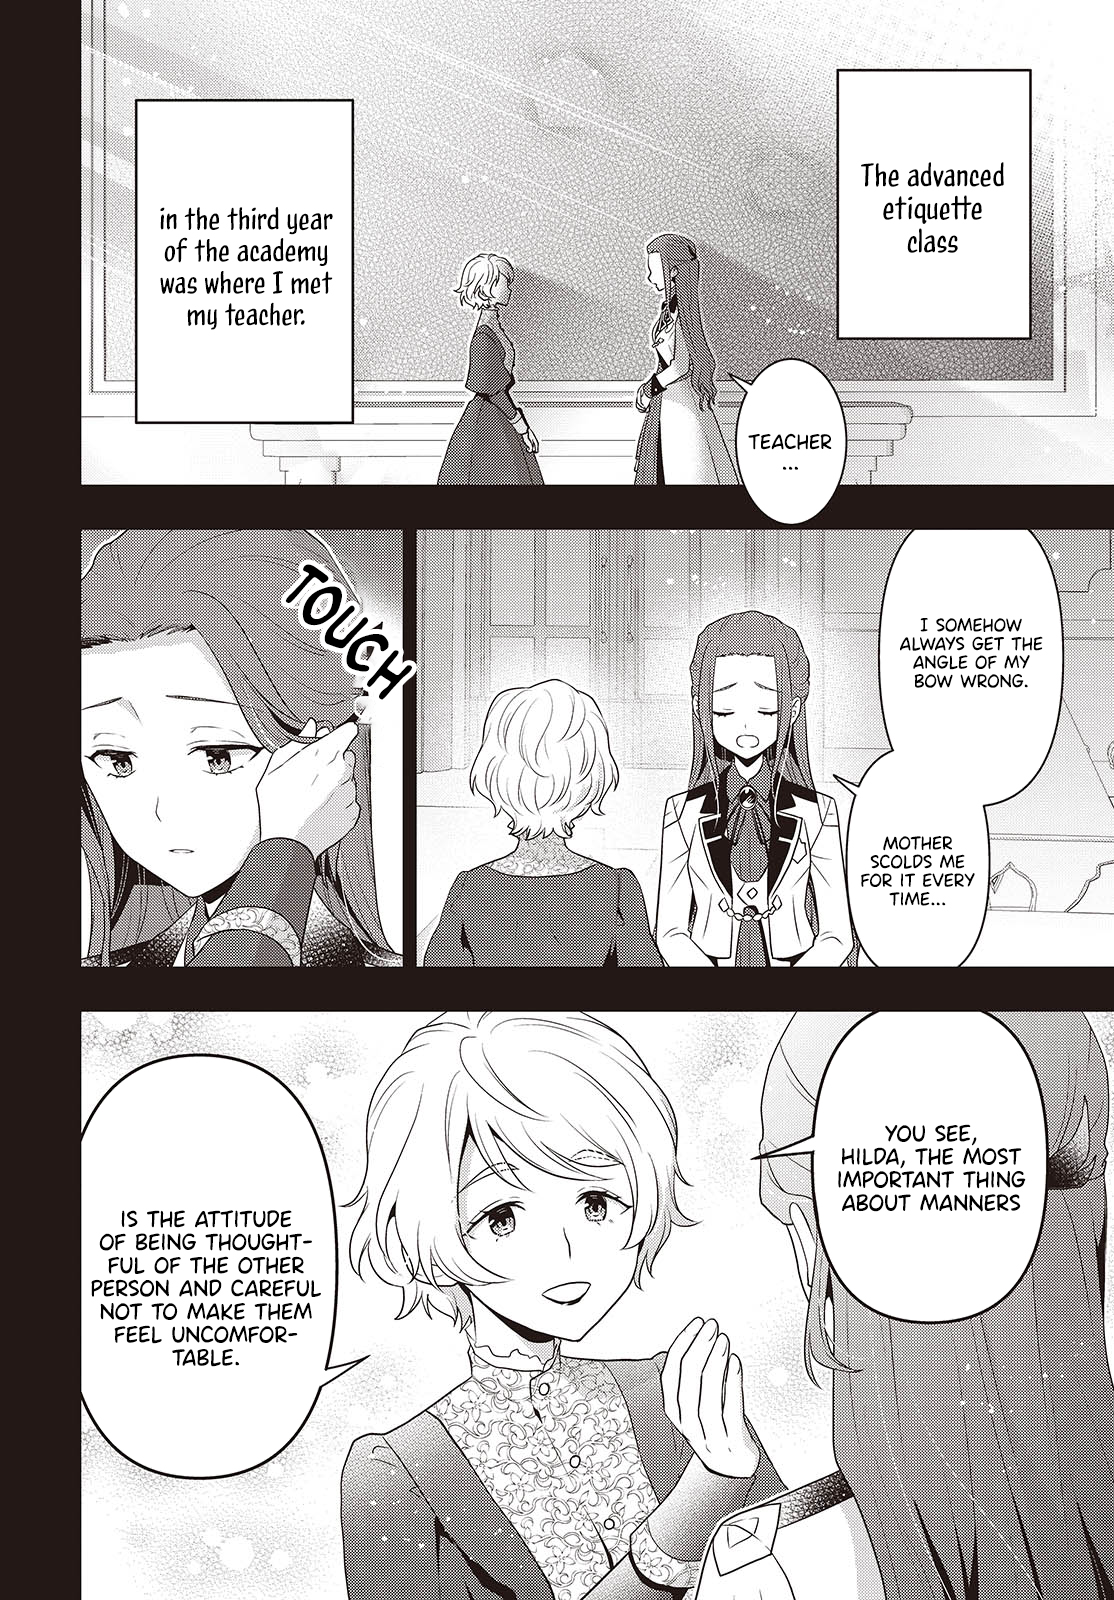 The advanced
etiquette
class
in the third year
of the academy
was where I met
my teacher.
TEACHER
...
I SOMEHOW
ALWAYS GET THE
ANGLE OF MY
BOW WRONG.
MOTHER
SCOLDS ME
FOR IT EVERY
TIME...
TOUCH
YOU SEE,
HILDA, THE MOST
IMPORTANT THING
ABOUT MANNERS
IS THE ATTITUDE
OF BEING THOUGHT-
FUL OF THE OTHER
PERSON AND CAREFUL
NOT TO MAKE THEM
FEEL UNCOMFOR-
TABLE.